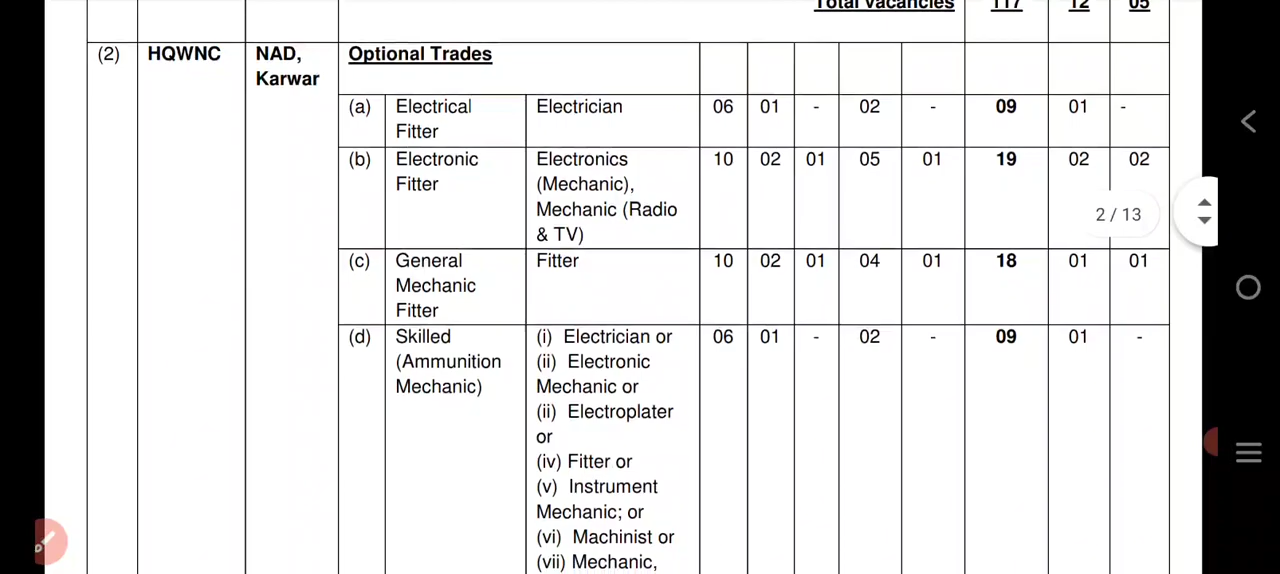 Total Vacancies 117 12 05
(2) HQWNC NAD, Optional Trades
Karwar
(a) Electrical Electrician 06 01 - 02 - 09 01 -
Fitter
(b) Electronic Electronics 10 02 01 05 01 19 02 02
Fitter (Mechanic),
Mechanic (Radio
2 / 13
& TV)
(c) General Fitter 10 02 01 04 01 18 01 01
Mechanic
Fitter
(d) Skilled (i) Electrician or 06 01 - 02 - 09 01 -
(Ammunition (ii) Electronic
Mechanic) Mechanic or
(ii) Electroplater
or
(iv) Fitter or
(v) Instrument
Mechanic; or
(vi) Machinist or
(vii) Mechanic,